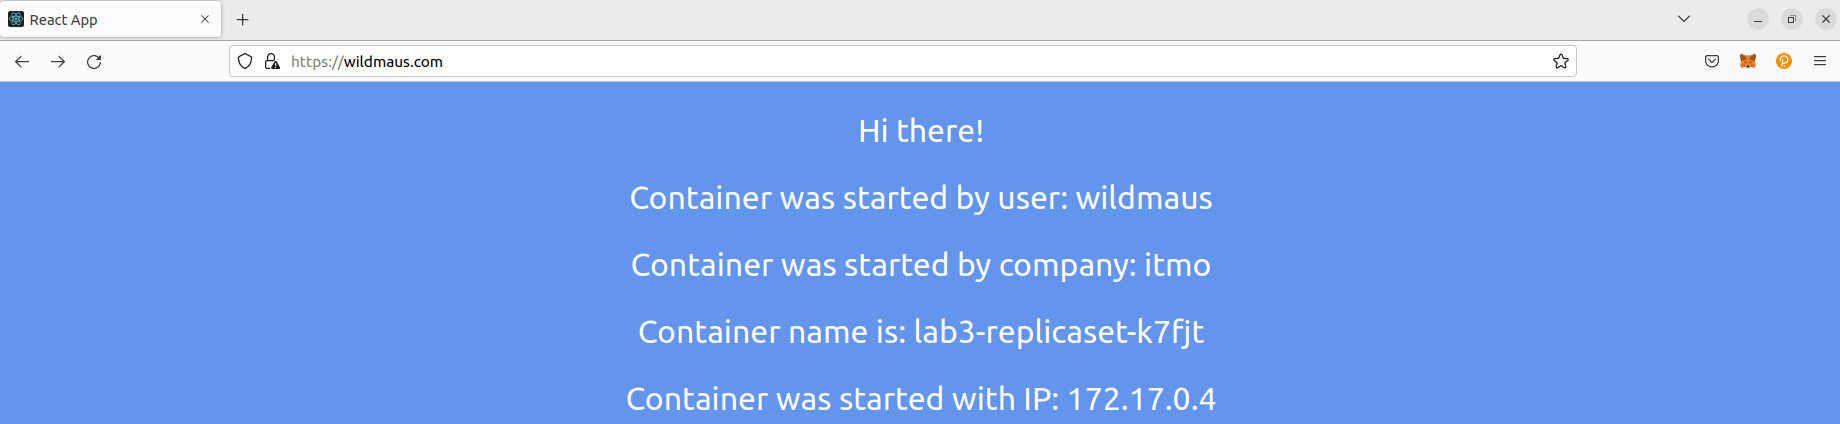 React App
https://wildmaus.com
Hi there!
Container was started by user: wildmaus
Container was started by company: itmo
Container name is: lab3-replicaset-k7fjt
Container was started with IP: 172.17.0.4